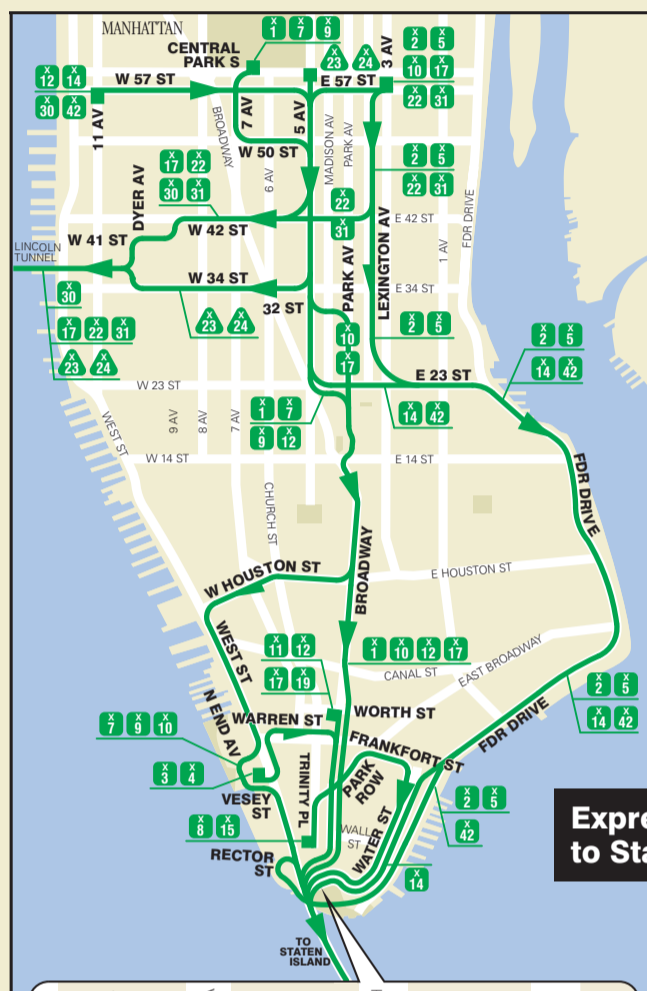 MANHATTAN
CENTRAL
PARK S
X 1 X 7 X 9
X 23 X 24
3 AV
X 2 X 5
X 10 X 17
X 22 X 31
X 12 X 14
X 30 X 42
W 57 ST
E 57 ST
11 AV
7 AV
5 AV
BROADWAY
MADISON AV
PARK AV
W 50 ST
6 AV
DYER AV
X 17 X 22
X 30 X 31
X 2 X 5
X 22 X 31
X 22
X 31
W 42 ST
E 42 ST
FDR DRIVE
W 41 ST
LINCOLN
TUNNEL
PARK AV
LEXINGTON AV
1 AV
W 34 ST
E 34 ST
X 30
X 17 X 22 X 31
X 23 X 24
X 23 X 24
32 ST
X 10
X 17
X 2 X 5
X 2 X 5
X 14 X 42
E 23 ST
W 23 ST
X 1 X 7
X 9 X 12
X 14 X 42
WEST ST
9 AV
8 AV
7 AV
W 14 ST
E 14 ST
FDR DRIVE
CHURCH ST
BROADWAY
W HOUSTON ST
E HOUSTON ST
WEST ST
X 11 X 12
X 17 X 19
X 1 X 10 X 12 X 17
CANAL ST
EAST BROADWAY
X 2 X 5
X 14 X 42
N END AV
X 7 X 9 X 10
WARREN ST
WORTH ST
FRANKFORT ST
FDR DRIVE
X 3 X 4
VESEY
ST
TRINITY PL
PARK
ROW
X 2 X 5
X 42
X 8 X 15
WALL
ST
WATER ST
RECTOR
ST
X 14
Expre
to Sta
TO
STATEN
ISLAND